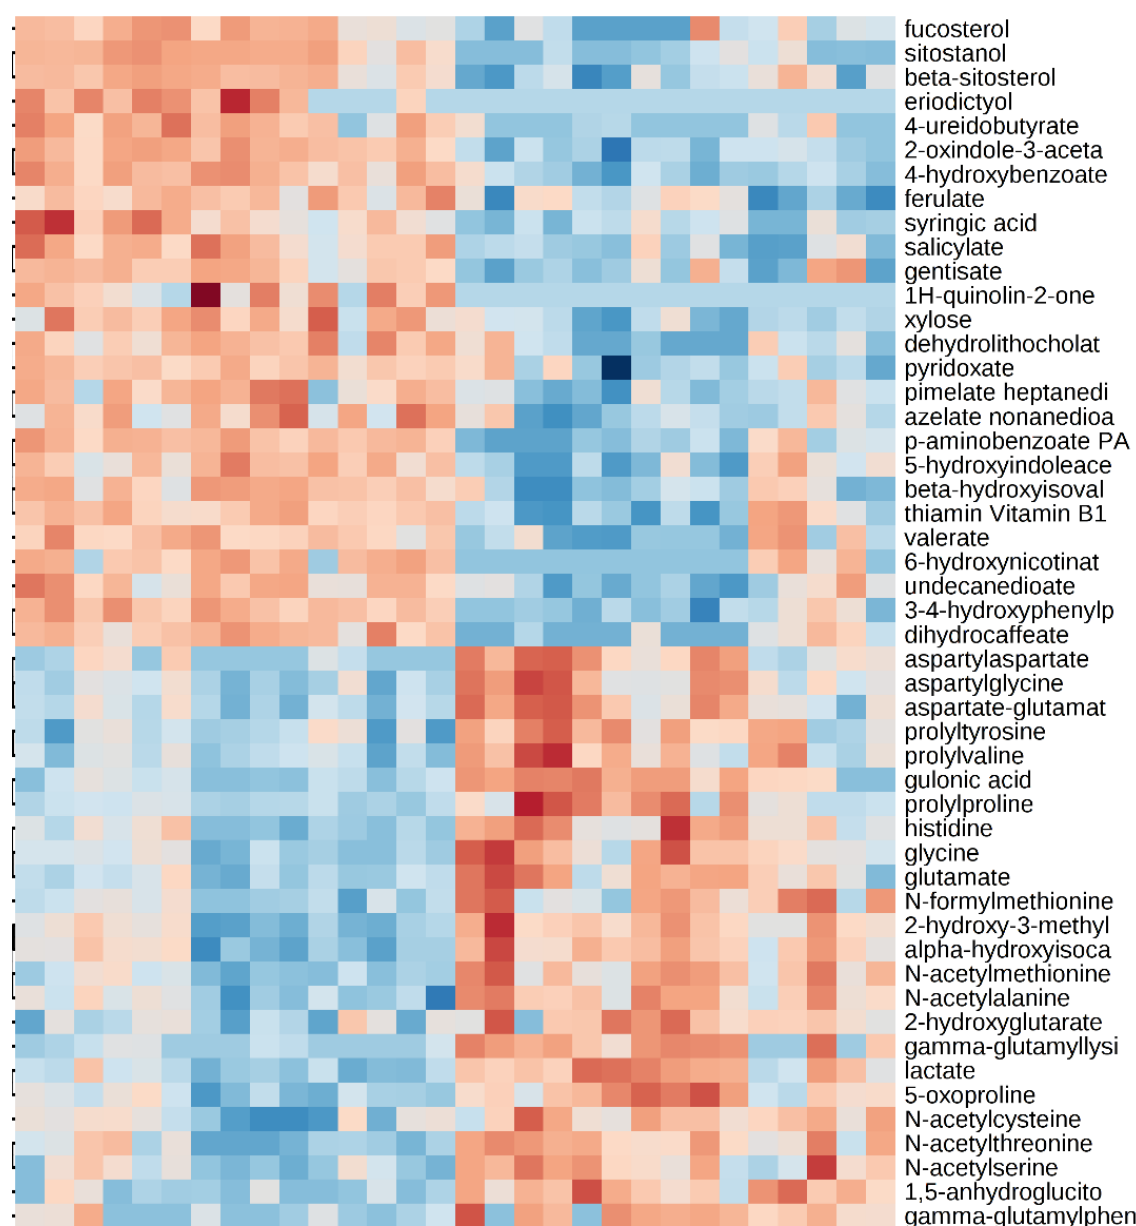 fucosterol
sitostanol
beta-sitosterol
eriodictyol
4-ureidobutyrate
2-oxindole-3-aceta
4-hydroxybenzoate
ferulate
syringic acid
salicylate
gentisate
1H-quinolin-2-one
xylose
dehydrolithocholat
pyridoxate
pimelate heptanedi
azelate nonanedioa
p-aminobenzoate PA
5-hydroxyindoleace
beta-hydroxyisoval
thiamin Vitamin B1
valerate
6-hydroxynicotinat
undecanedioate
3-4-hydroxyphenylp
dihydrocaffeate
aspartylaspartate
aspartylglycine
aspartate-glutamat
prolyltyrosine
prolylvaline
gulonic acid
prolylproline
histidine
glycine
glutamate
N-formylmethionine
2-hydroxy-3-methyl
alpha-hydroxyisoca
N-acetylmethionine
N-acetylalanine
2-hydroxyglutarate
gamma-glutamyllysi
lactate
5-oxoproline
N-acetylcysteine
N-acetylthreonine
N-acetylserine
1,5-anhydroglucito
gamma-glutamylphen